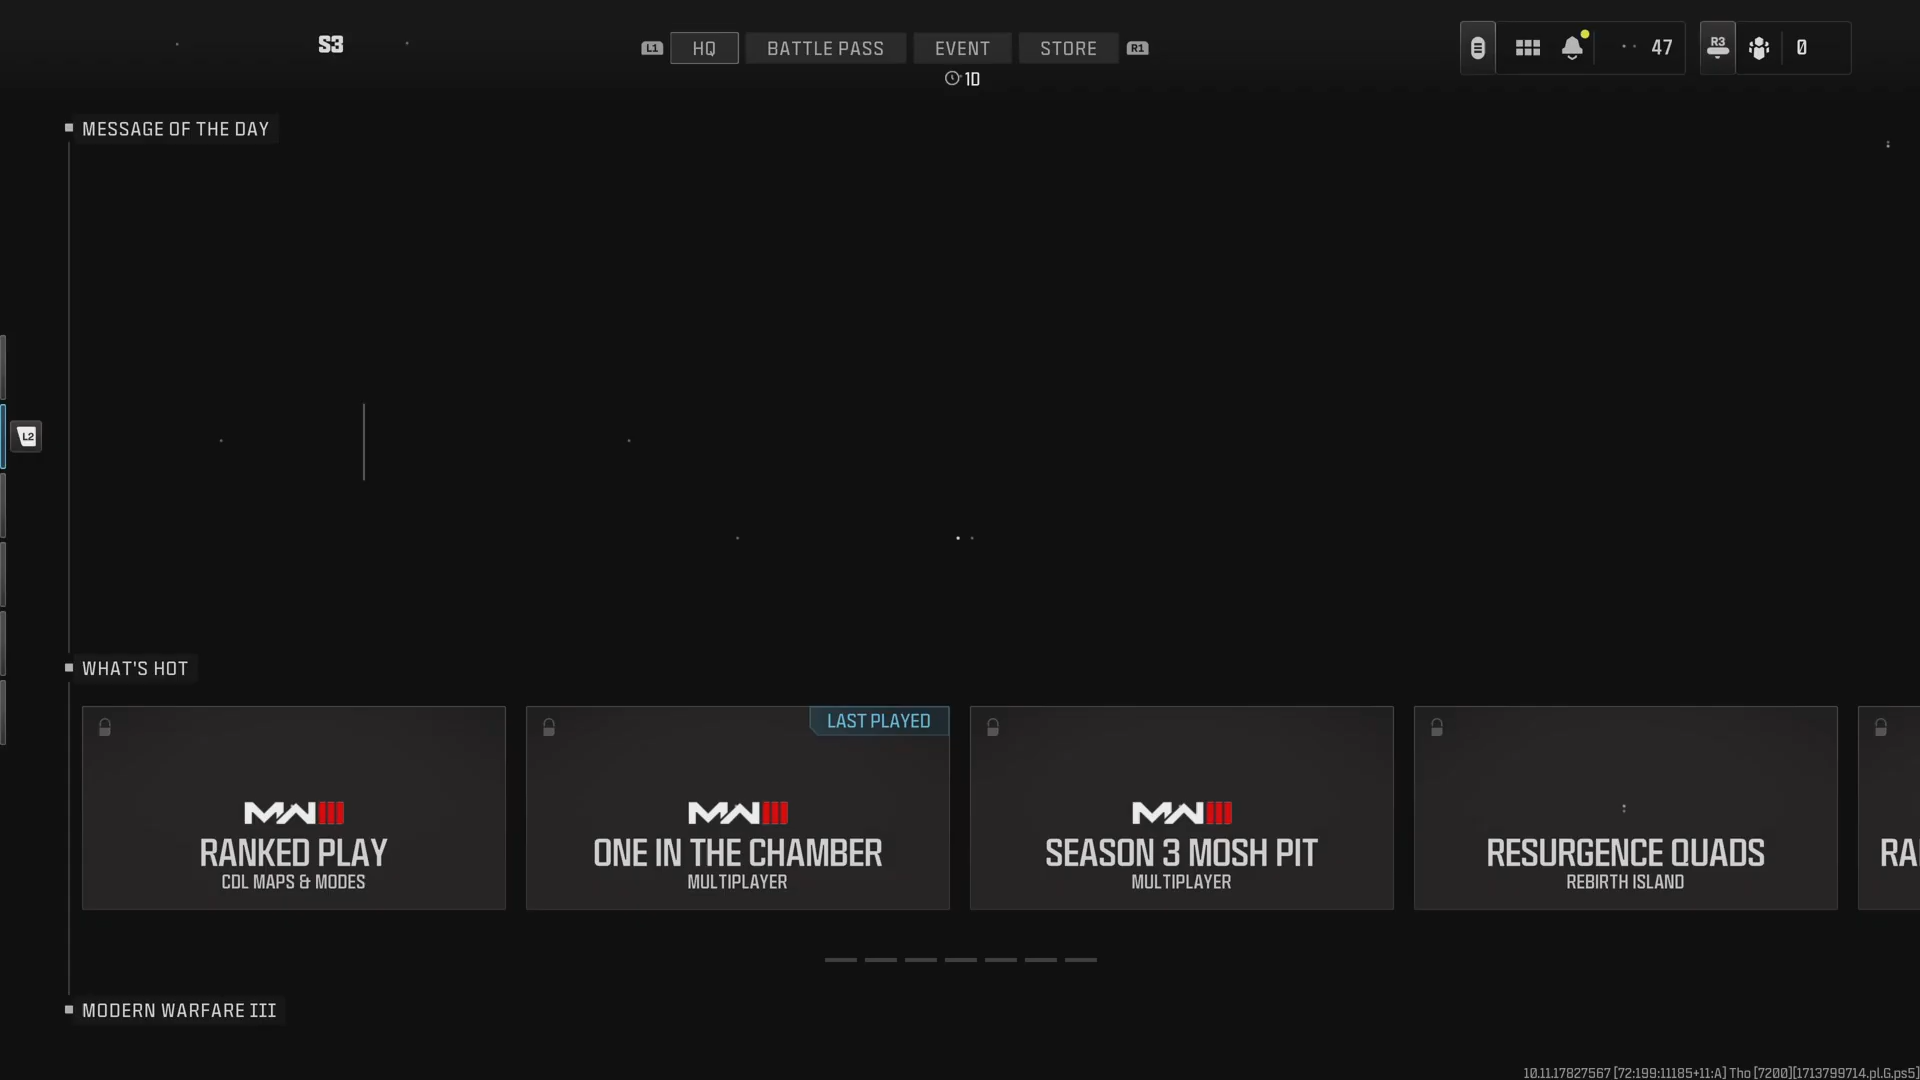 S3
L1 HQ BATTLE PASS EVENT STORE R1
1D
47 R3 0
MESSAGE OF THE DAY
L2
WHAT'S HOT
LAST PLAYED
MWIII
RANKED PLAY
CDL MAPS & MODES
MWIII
ONE IN THE CHAMBER
MULTIPLAYER
MWIII
SEASON 3 MOSH PIT
MULTIPLAYER
RESURGENCE QUADS
REBIRTH ISLAND
RA
MODERN WARFARE III
10.11.17827567 [72:199:11185+11:A] Tho [7200][1713799714.pl.G.ps5]